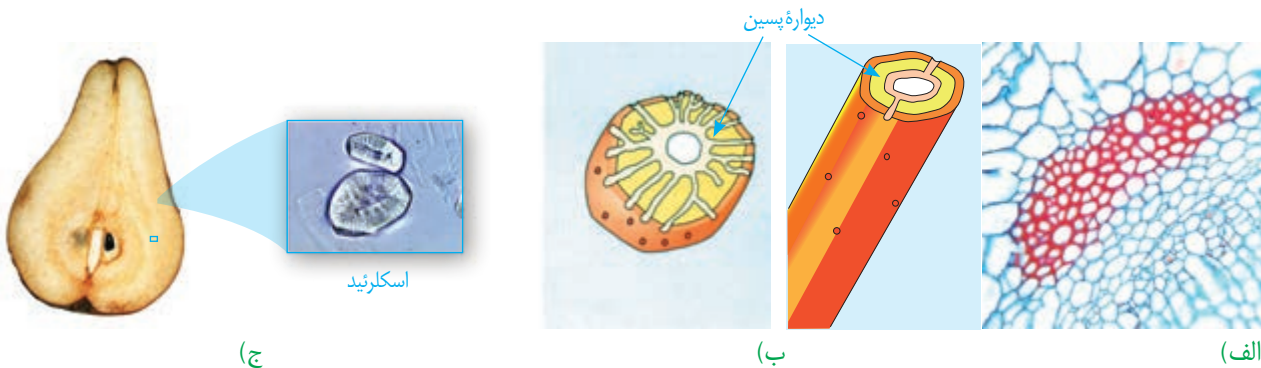 دیوارهٔ پسین
اسکلرئید
الف)
ب)
ج)